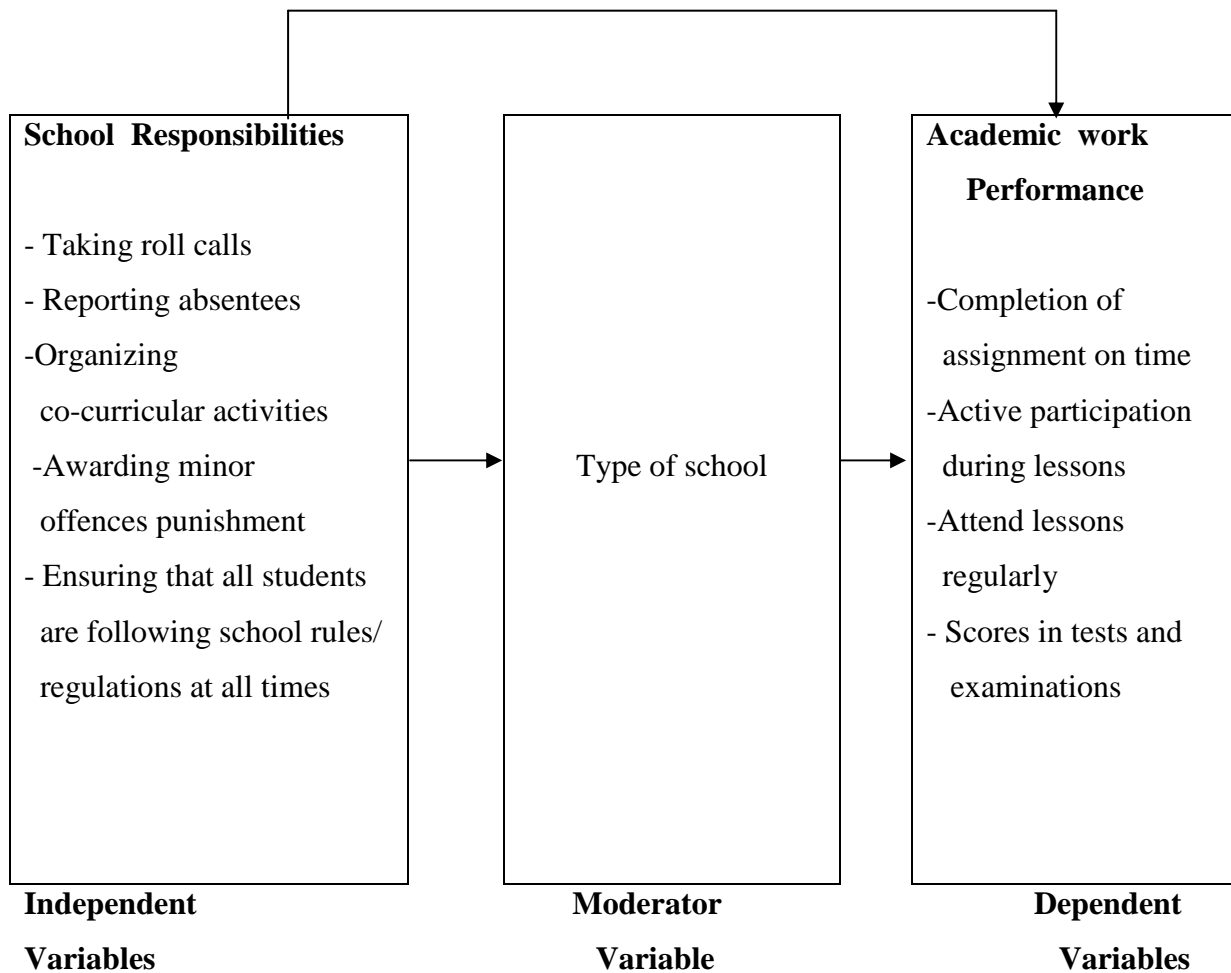 School Responsibilities
- Taking roll calls
- Reporting absentees
-Organizing
co-curricular activities
-Awarding minor
offences punishment
- Ensuring that all students
are following school rules/
regulations at all times
Type of school
Academic work
Performance
-Completion of
assignment on time
-Active participation
during lessons
-Attend lessons
regularly
- Scores in tests and
examinations
Independent
Variables
Moderator
Variable
Dependent
Variables